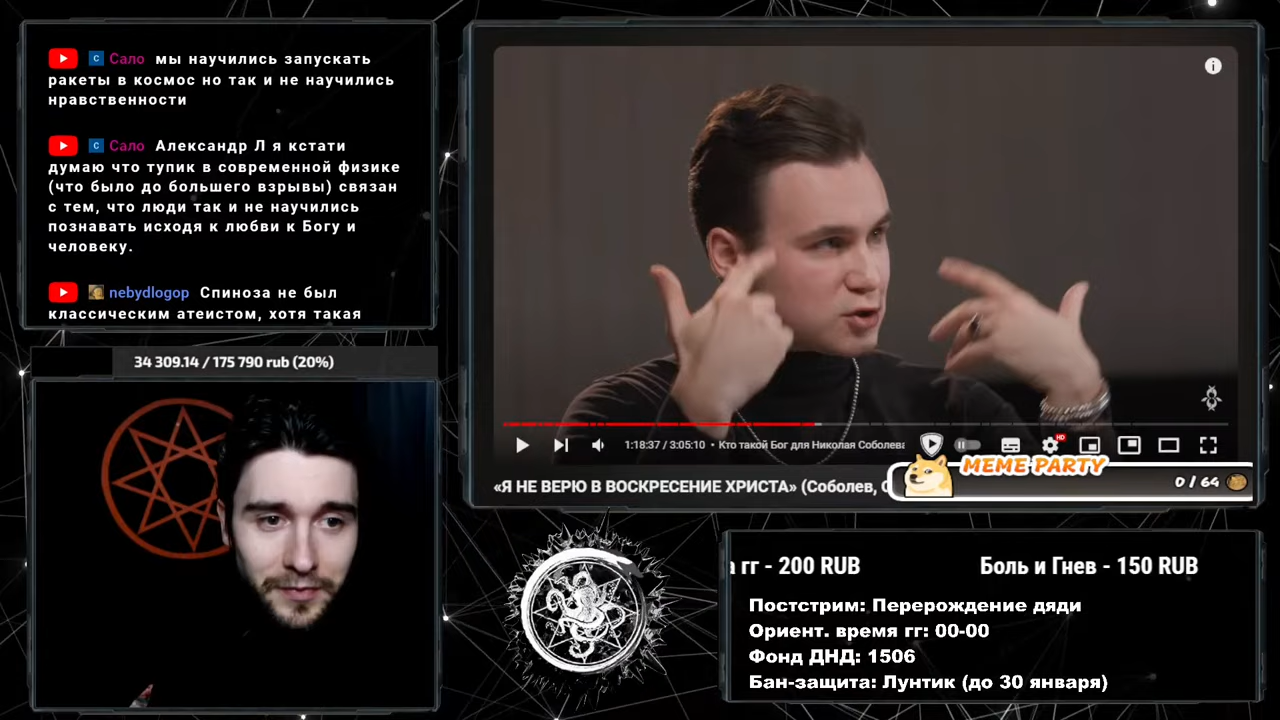 С Сало мы научились запускать
ракеты в космос но так и не научились
нравственности
С Сало Александр Л я кстати
думаю что тупик в современной физике
(что было до большего взрывы) связан
с тем, что люди так и не научились
познавать исходя к любви к Богу и
человеку.
nebydlogop Спиноза не был
классическим атеистом, хотя такая
34 309.14 / 175 790 rub (20%)
1:18:37 / 3:05:10 • Кто такой Бог для Николая Соболева
HD
MEME PARTY
0 / 64
«Я НЕ ВЕРЮ В ВОСКРЕСЕНИЕ ХРИСТА» (Соболев,
гг - 200 RUB
Боль и Гнев - 150 RUB
Постстрим: Перерождение дяди
Ориент. время гг: 00-00
Фонд ДНД: 1506
Бан-защита: Лунтик (до 30 января)